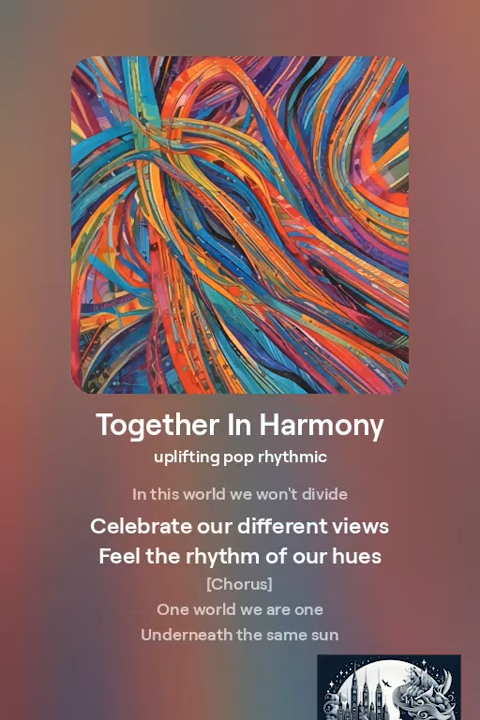 Together In Harmony
uplifting pop rhythmic
In this world we won't divide
Celebrate our different views
Feel the rhythm of our hues
[Chorus]
One world we are one
Underneath the same sun